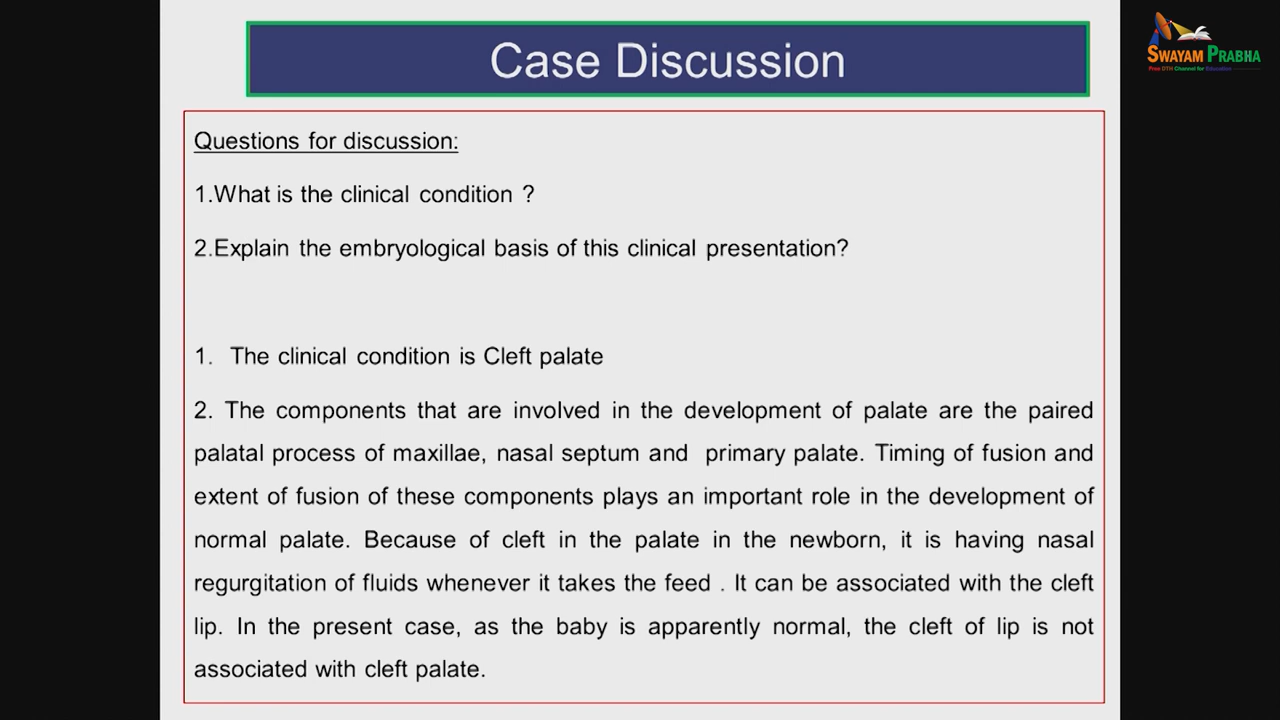 Case Discussion
SWAYAM PRABHA
Free DTH Channel for Education
Questions for discussion:
1.What is the clinical condition ?
2.Explain the embryological basis of this clinical presentation?
1. The clinical condition is Cleft palate
2. The components that are involved in the development of palate are the paired
palatal process of maxillae, nasal septum and primary palate. Timing of fusion and
extent of fusion of these components plays an important role in the development of
normal palate. Because of cleft in the palate in the newborn, it is having nasal
regurgitation of fluids whenever it takes the feed . It can be associated with the cleft
lip. In the present case, as the baby is apparently normal, the cleft of lip is not
associated with cleft palate.